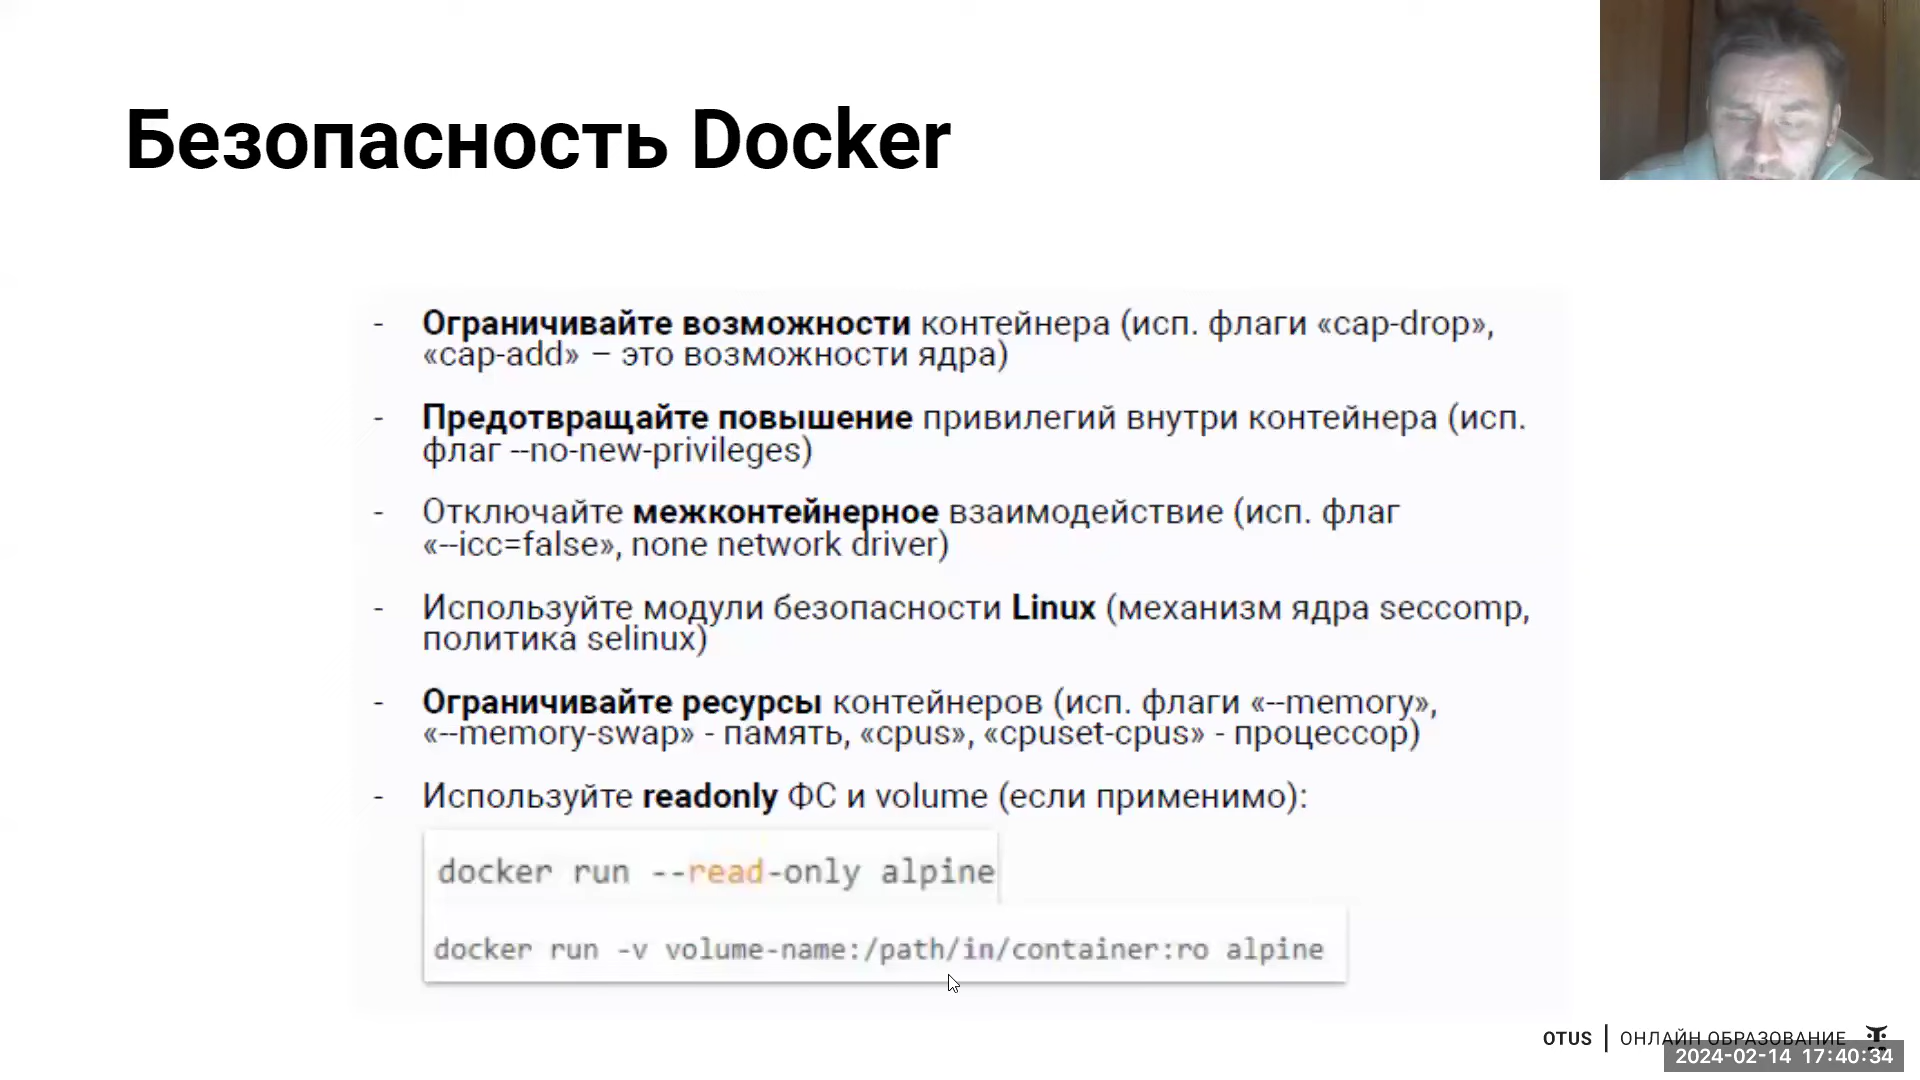 Безопасность Docker
- Ограничивайте возможности контейнера (исп. флаги «cap-drop»,
«cap-add» – это возможности ядра)
- Предотвращайте повышение привилегий внутри контейнера (исп.
флаг --no-new-privileges)
- Отключайте межконтейнерное взаимодействие (исп. флаг
«--icc=false», none network driver)
- Используйте модули безопасности Linux (механизм ядра seccomp,
политика selinux)
- Ограничивайте ресурсы контейнеров (исп. флаги «--memory»,
«--memory-swap» - память, «cpus», «cpuset-cpus» - процессор)
- Используйте readonly ФС и volume (если применимо):
docker run --read-only alpine
docker run -v volume-name:/path/in/container:ro alpine
OTUS | ОНЛАЙН ОБРАЗОВАНИЕ
2024-02-14 17:40:34